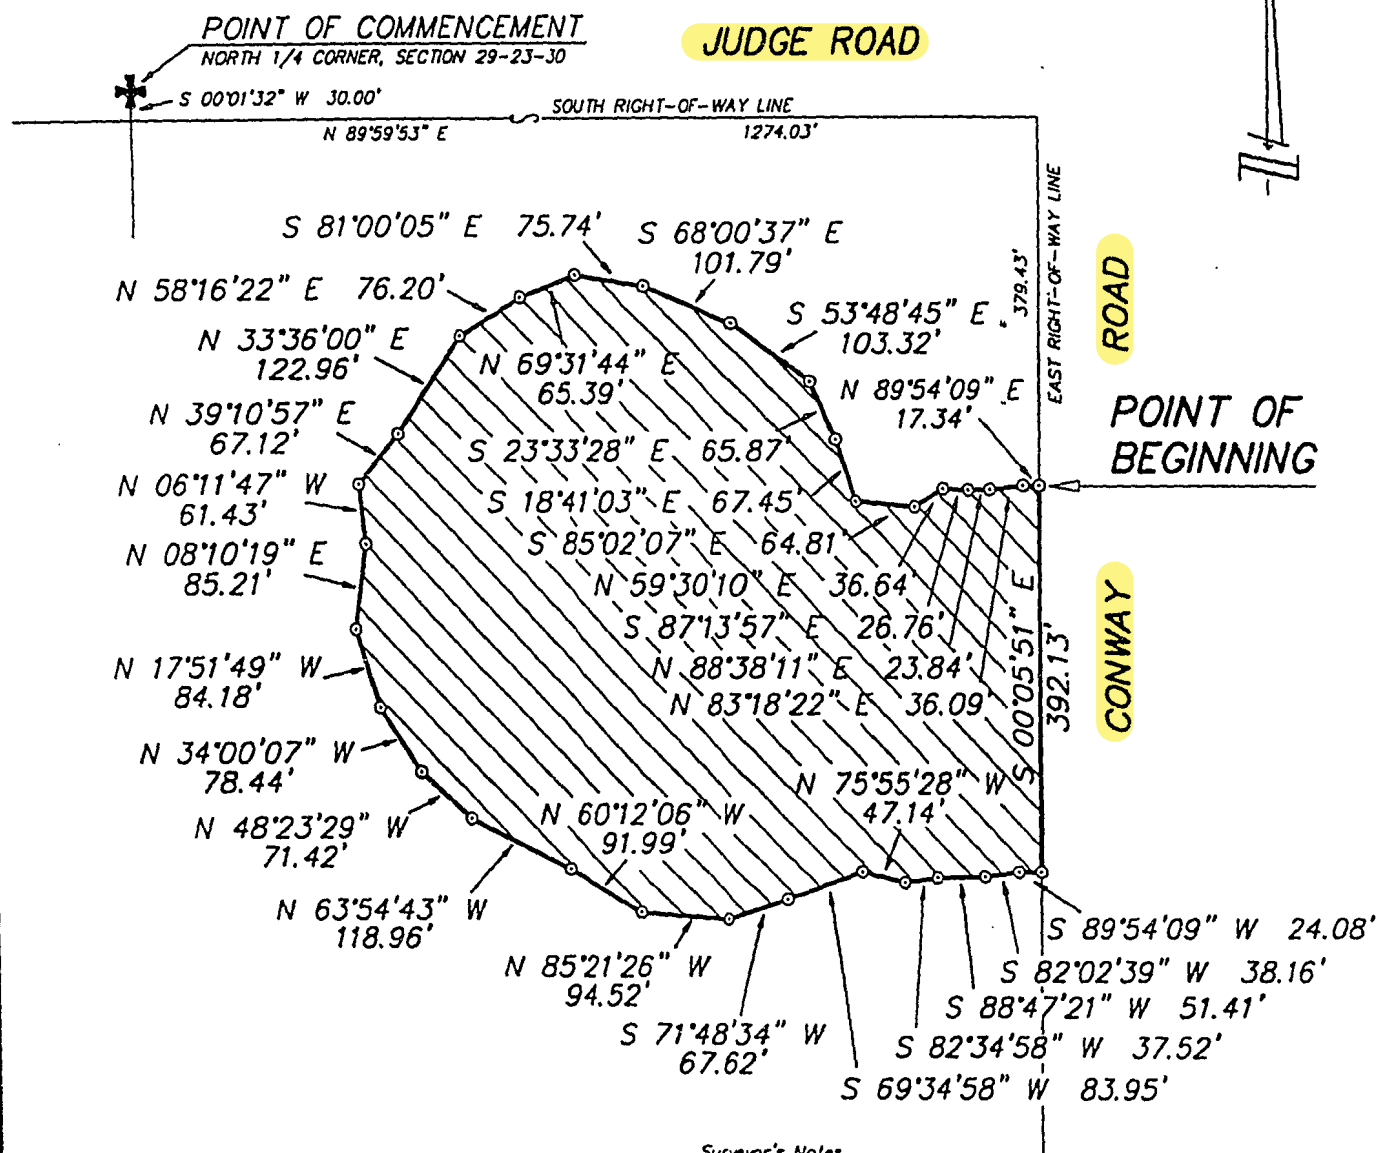 POINT OF COMMENCEMENT
NORTH 1/4 CORNER, SECTION 29-23-30
JUDGE ROAD
S 00°01'32" W 30.00'
SOUTH RIGHT-OF-WAY LINE
N 89°59'53" E
1274.03'
EAST RIGHT-OF-WAY LINE
379.43'
ROAD
S 81°00'05" E 75.74'
S 68°00'37" E
101.79'
N 58°16'22" E 76.20'
S 53°48'45" E
103.32'
N 33°36'00" E
122.96'
N 69°31'44" E
65.39'
N 89°54'09" E
17.34'
POINT OF
BEGINNING
N 39°10'57" E
67.12'
S 23°33'28" E 65.87'
N 06°11'47" W
61.43'
S 18°41'03" E 67.45'
S 85°02'07" E 64.81'
N 08°10'19" E
85.21'
N 59°30'10" E 36.64'
S 87°13'57" E 26.76'
N 88°38'11" E 23.84'
N 83°18'22" E 36.09'
S 00°05'51" E
392.13'
CONWAY
N 17°51'49" W
84.18'
N 34°00'07" W
78.44'
N 75°55'28" W
47.14'
N 48°23'29" W
71.42'
N 60°12'06" W
91.99'
N 63°54'43" W
118.96'
S 89°54'09" W 24.08'
N 85°21'26" W
94.52'
S 82°02'39" W 38.16'
S 88°47'21" W 51.41'
S 71°48'34" W
67.62'
S 82°34'58" W 37.52'
S 69°34'58" W 83.95'
Surveyor's Notes